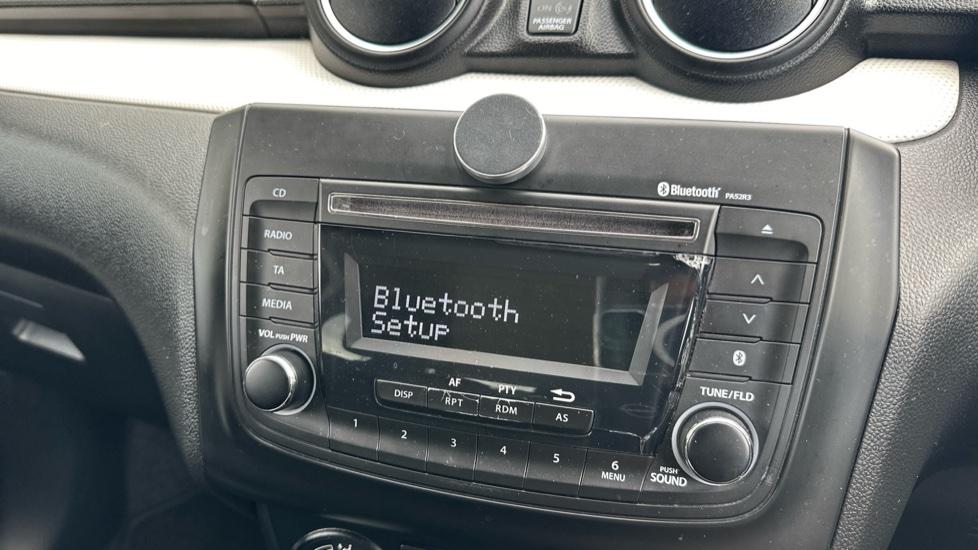 ON
PASSENGER
AIRBAG
Bluetooth® PA52R3
CD
RADIO
TA
MEDIA
VOL PUSH PWR
Bluetooth
Setup
AF PTY
DISP RPT RDM AS
1 2 3 4 5 6
MENU
TUNE/FLD
PUSH
SOUND